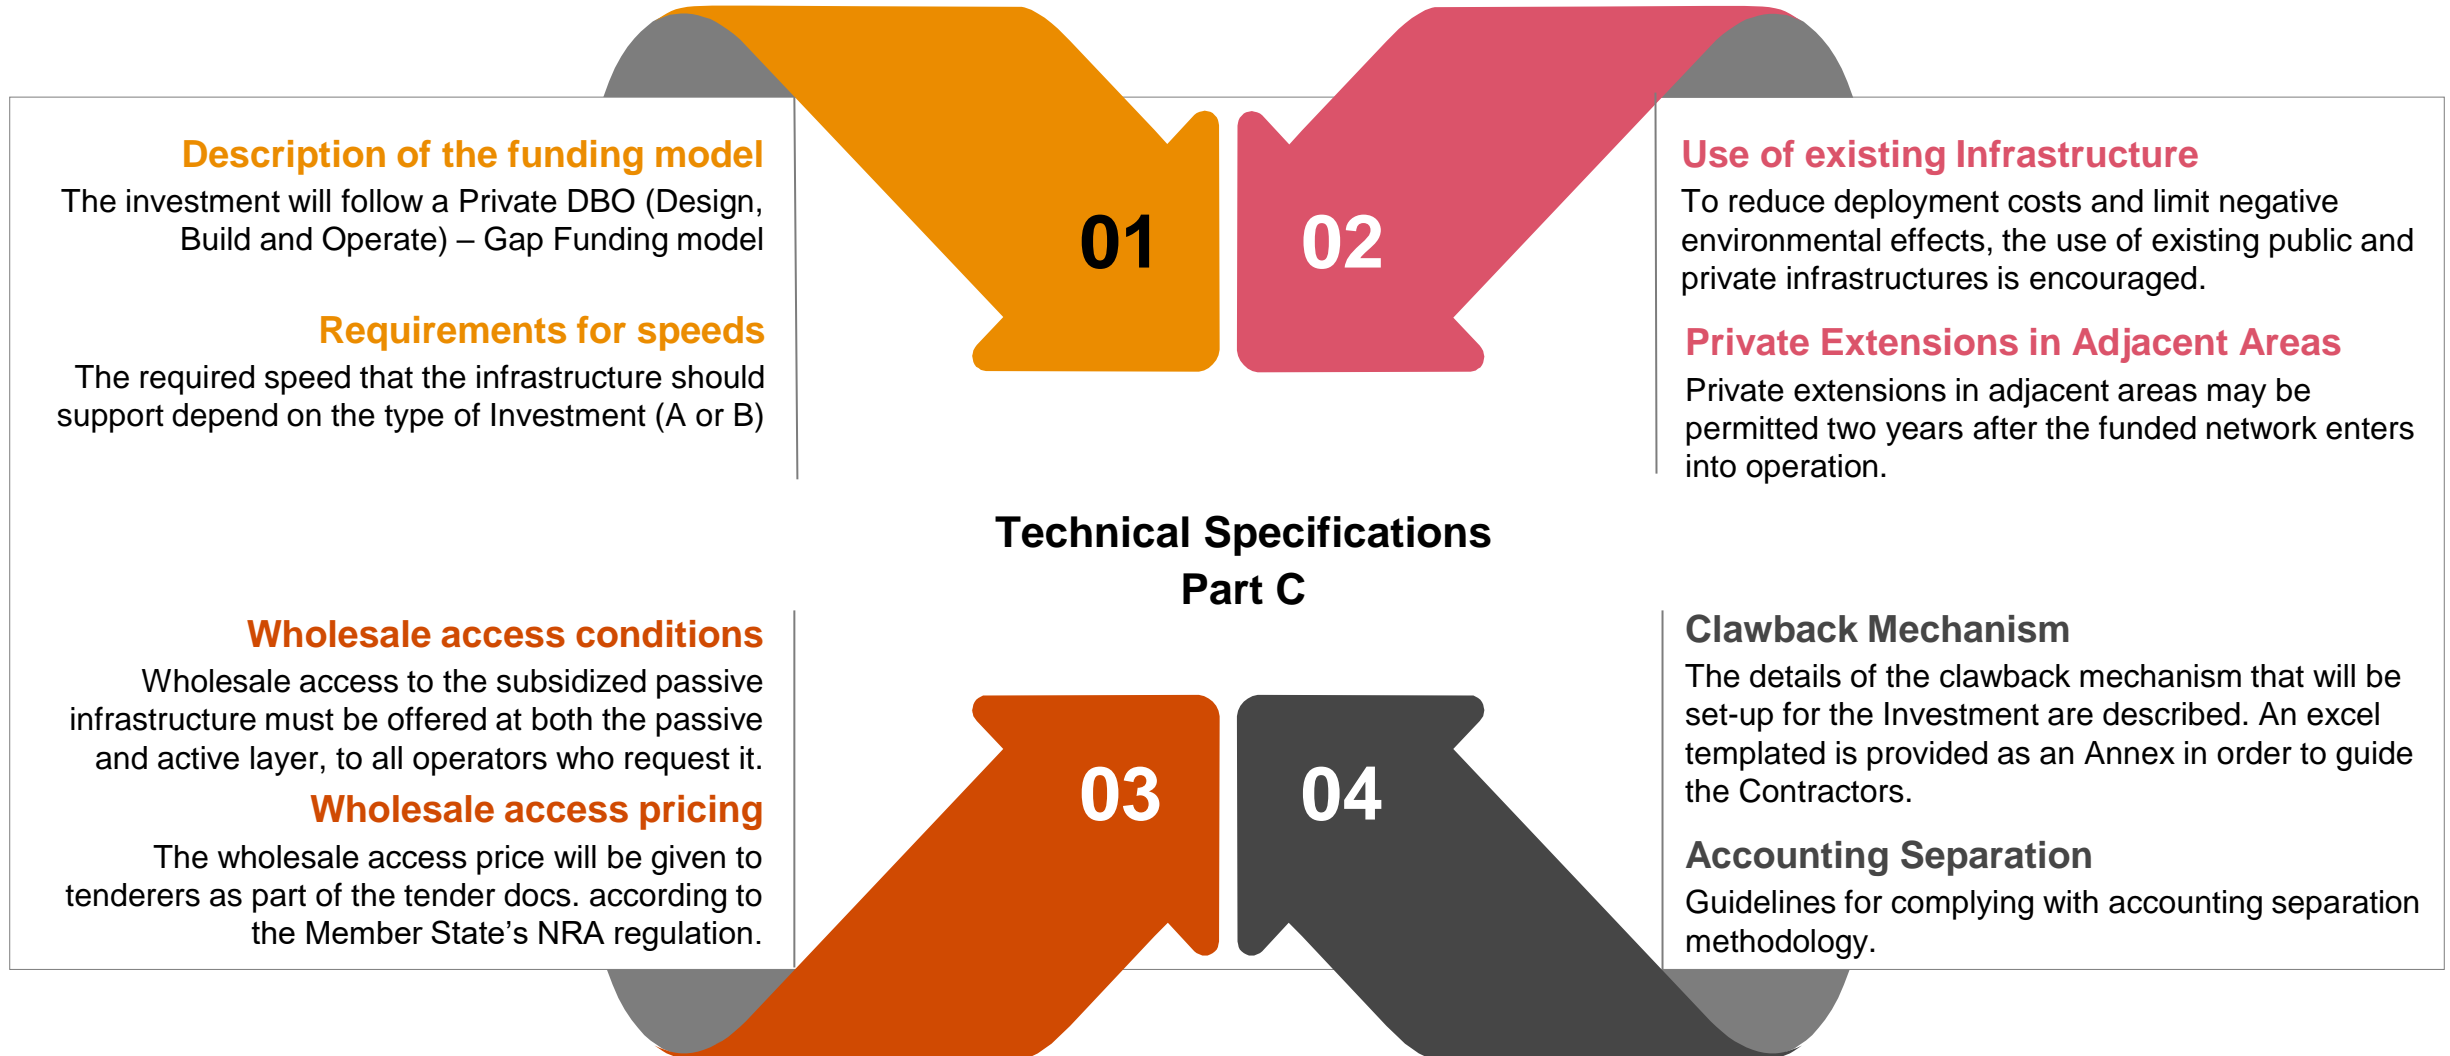 Description of the funding model
The investment will follow a Private DBO (Design,
Build and Operate) – Gap Funding model
Requirements for speeds
The required speed that the infrastructure should
support depend on the type of Investment (A or B)
01
02
Use of existing Infrastructure
To reduce deployment costs and limit negative
environmental effects, the use of existing public and
private infrastructures is encouraged.
Private Extensions in Adjacent Areas
Private extensions in adjacent areas may be
permitted two years after the funded network enters
into operation.
Technical Specifications
Part C
Wholesale access conditions
Wholesale access to the subsidized passive
infrastructure must be offered at both the passive
and active layer, to all operators who request it.
Wholesale access pricing
The wholesale access price will be given to
tenderers as part of the tender docs. according to
the Member State’s NRA regulation.
03
04
Clawback Mechanism
The details of the clawback mechanism that will be
set-up for the Investment are described. An excel
templated is provided as an Annex in order to guide
the Contractors.
Accounting Separation
Guidelines for complying with accounting separation
methodology.